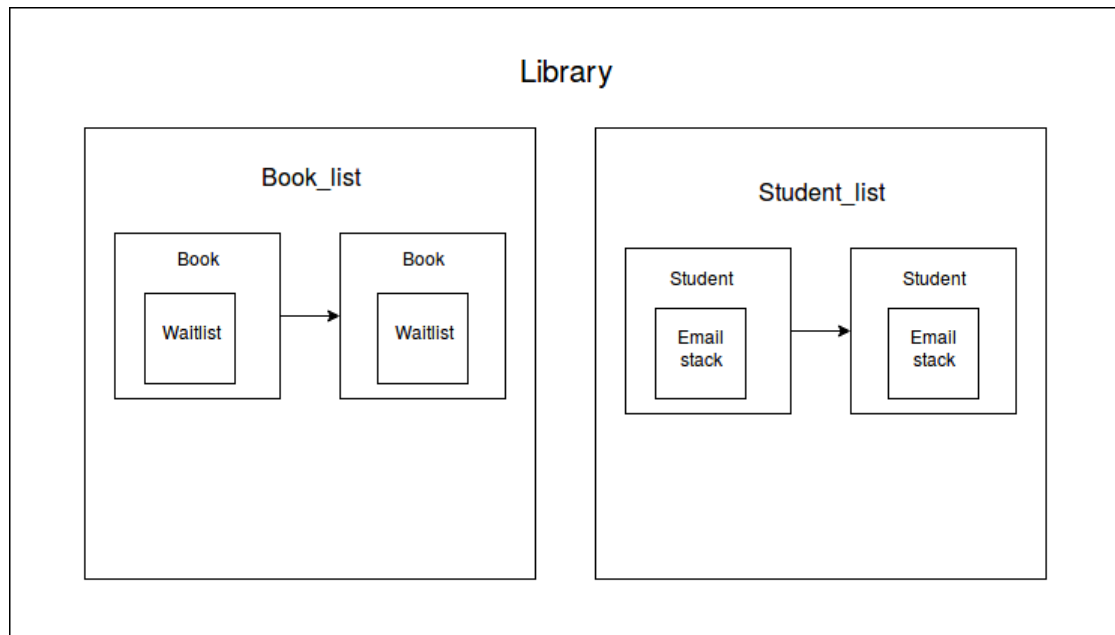 Library
Book_list
Book
Waitlist
Book
Waitlist
Student_list
Student
Email
stack
Student
Email
stack